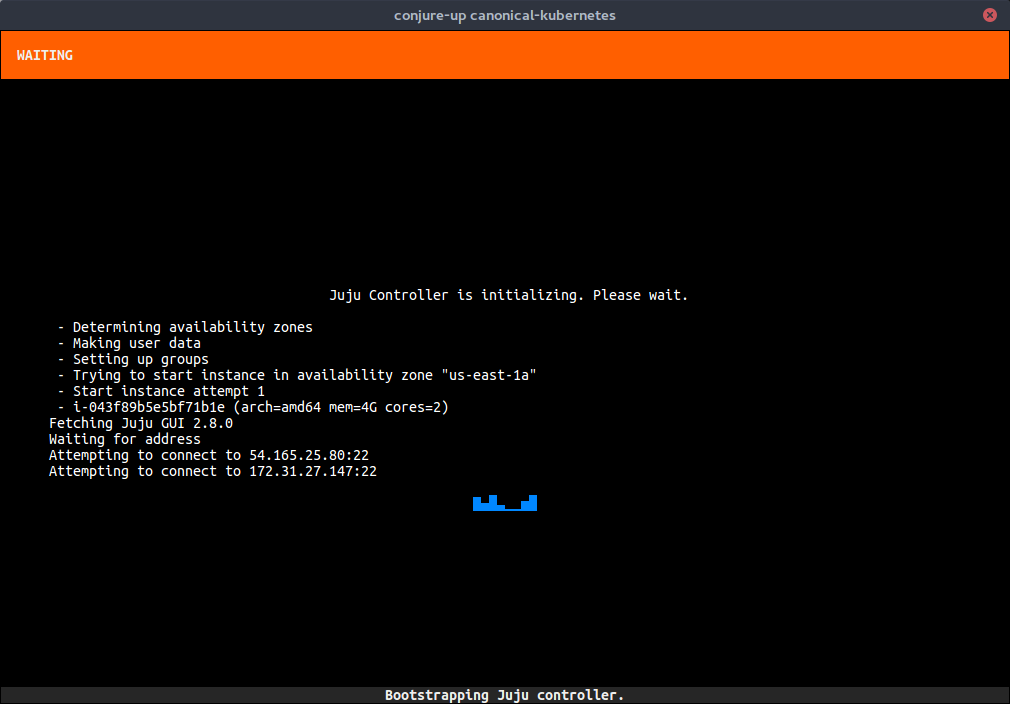 conjure-up canonical-kubernetes
WAITING
Juju Controller is initializing. Please wait.
- Determining availability zones
- Making user data
- Setting up groups
- Trying to start instance in availability zone "us-east-1a"
- Start instance attempt 1
- i-043f89b5e5bf71b1e (arch=amd64 mem=4G cores=2)
Fetching Juju GUI 2.8.0
Waiting for address
Attempting to connect to 54.165.25.80:22
Attempting to connect to 172.31.27.147:22
Bootstrapping Juju controller.